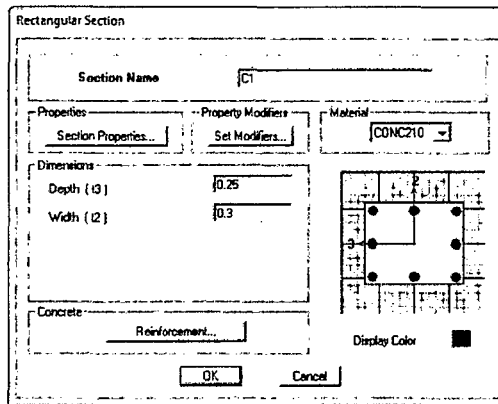 Rectangular Section
Section Name C1
Properties Property Modifiers Material
Section Properties... Set Modifiers... CONC210
Dimensions
Depth (t3) 0.25
Width (t2) 0.3
2
3
Concrete
Reinforcement...
Display Color
OK Cancel